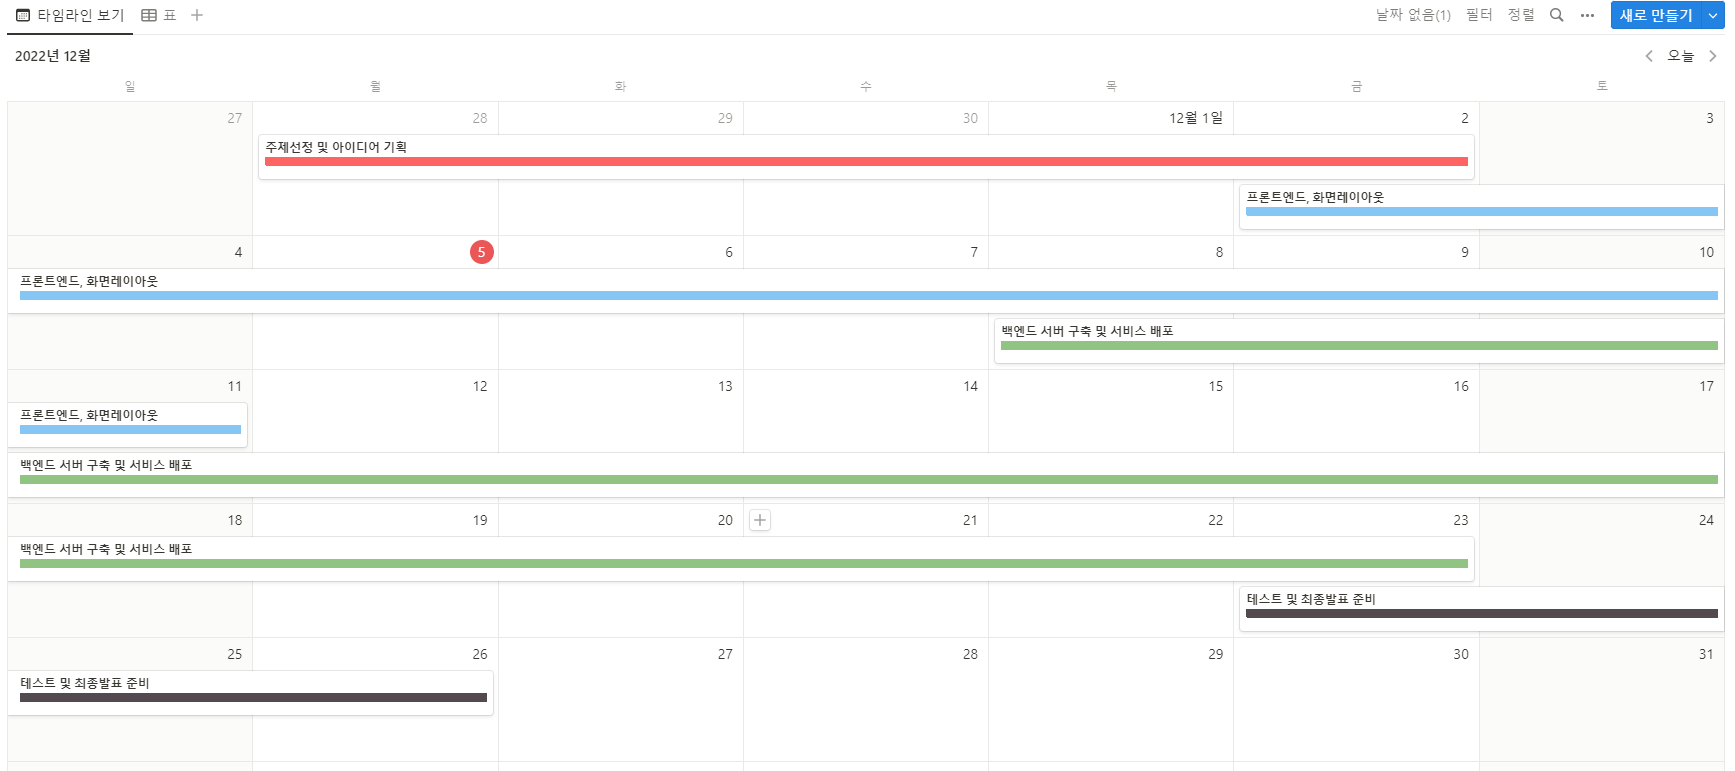 타임라인 보기 표
날짜 없음(1) 필터 정렬 새로 만들기
2022년 12월
오늘
일 월 화 수 목 금 토
27 28 29 30 12월 1일 2 3
주제선정 및 아이디어 기획
프론트엔드, 화면레이아웃
4 5 6 7 8 9 10
프론트엔드, 화면레이아웃
백엔드 서버 구축 및 서비스 배포
11 12 13 14 15 16 17
프론트엔드, 화면레이아웃
백엔드 서버 구축 및 서비스 배포
18 19 20 21 22 23 24
백엔드 서버 구축 및 서비스 배포
테스트 및 최종발표 준비
25 26 27 28 29 30 31
테스트 및 최종발표 준비